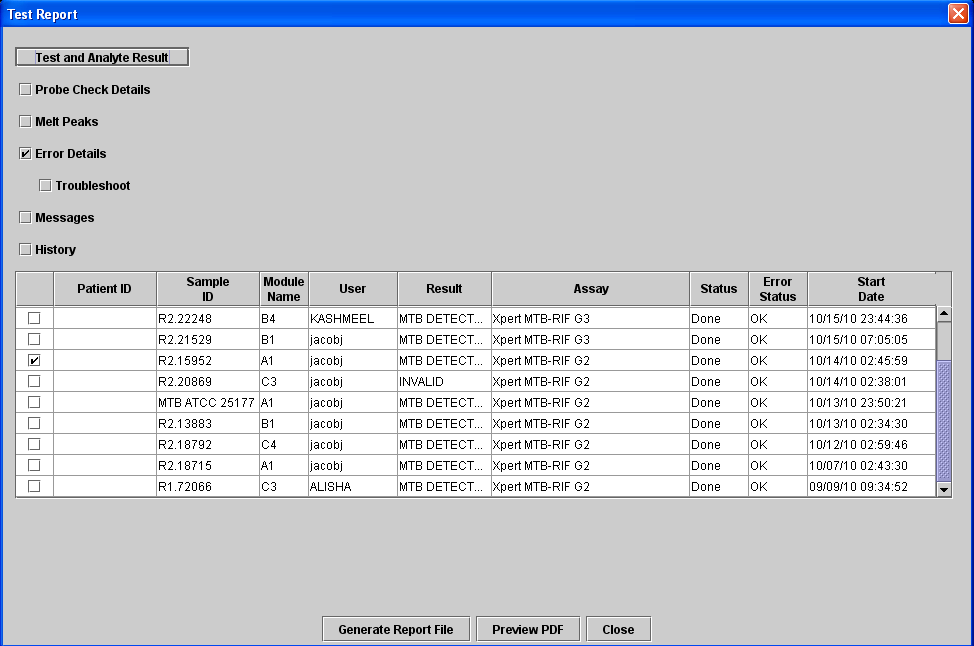 Test Report
Test and Analyte Result
Probe Check Details
Melt Peaks
Error Details
Troubleshoot
Messages
History
Patient ID Sample ID Module Name User Result Assay Status Error Status Start Date
R2.22248 B4 KASHMEEL MTB DETECT... Xpert MTB-RIF G3 Done OK 10/15/10 23:44:36
R2.21529 B1 jacobj MTB DETECT... Xpert MTB-RIF G3 Done OK 10/15/10 07:05:05
R2.15952 A1 jacobj MTB DETECT... Xpert MTB-RIF G2 Done OK 10/14/10 02:45:59
R2.20869 C3 jacobj INVALID Xpert MTB-RIF G2 Done OK 10/14/10 02:38:01
MTB ATCC 25177 A1 jacobj MTB DETECT... Xpert MTB-RIF G2 Done OK 10/13/10 23:50:21
R2.13883 B1 jacobj MTB DETECT... Xpert MTB-RIF G2 Done OK 10/13/10 02:34:30
R2.18792 C4 jacobj MTB DETECT... Xpert MTB-RIF G2 Done OK 10/12/10 02:59:46
R2.18715 A1 jacobj MTB DETECT... Xpert MTB-RIF G2 Done OK 10/07/10 02:43:30
R1.72066 C3 ALISHA MTB DETECT... Xpert MTB-RIF G2 Done OK 09/09/10 09:34:52
Generate Report File Preview PDF Close